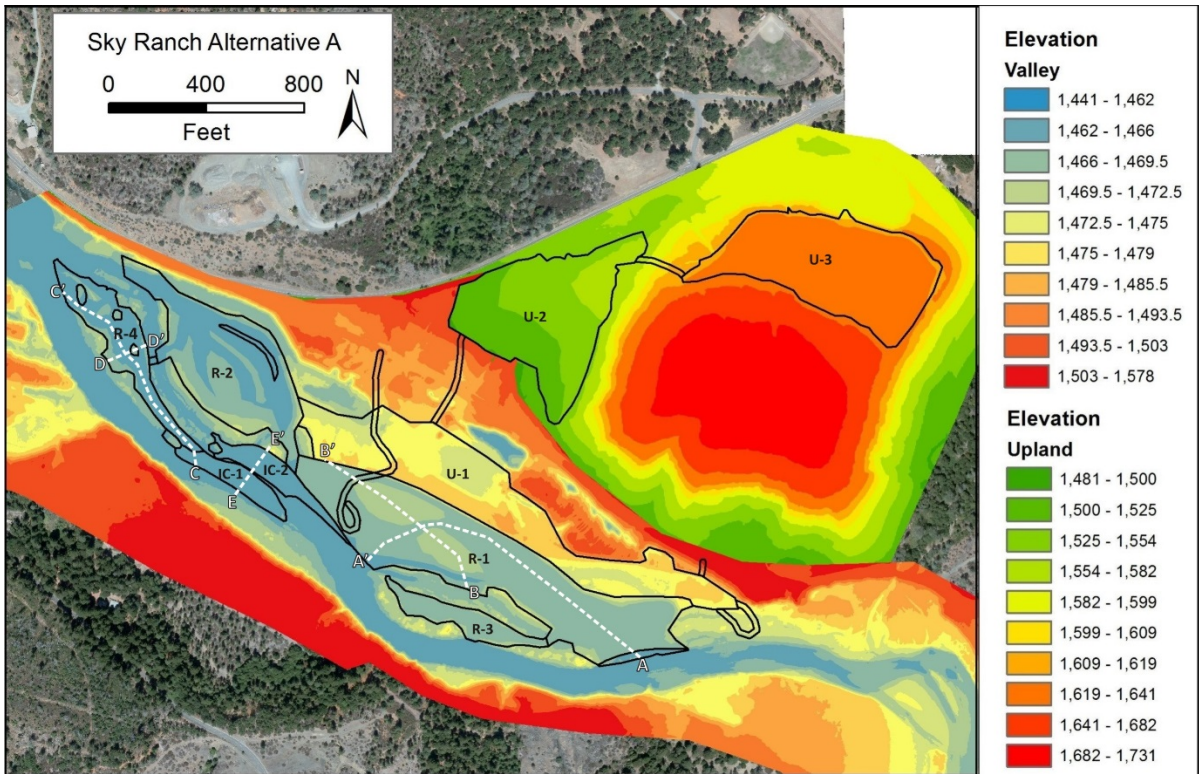 Sky Ranch Alternative A
0 400 800
Feet
N
Elevation
Valley
1,441 - 1,462
1,462 - 1,466
1,466 - 1,469.5
1,469.5 - 1,472.5
1,472.5 - 1,475
1,475 - 1,479
1,479 - 1,485.5
1,485.5 - 1,493.5
1,493.5 - 1,503
1,503 - 1,578
Elevation
Upland
1,481 - 1,500
1,500 - 1,525
1,525 - 1,554
1,554 - 1,582
1,582 - 1,599
1,599 - 1,609
1,609 - 1,619
1,619 - 1,641
1,641 - 1,682
1,682 - 1,731
U-3
C'
U-2
R-4
D'
D
R-2
E'
B'
C
IC-1
IC-2
U-1
E
A'
R-1
B
R-3
A